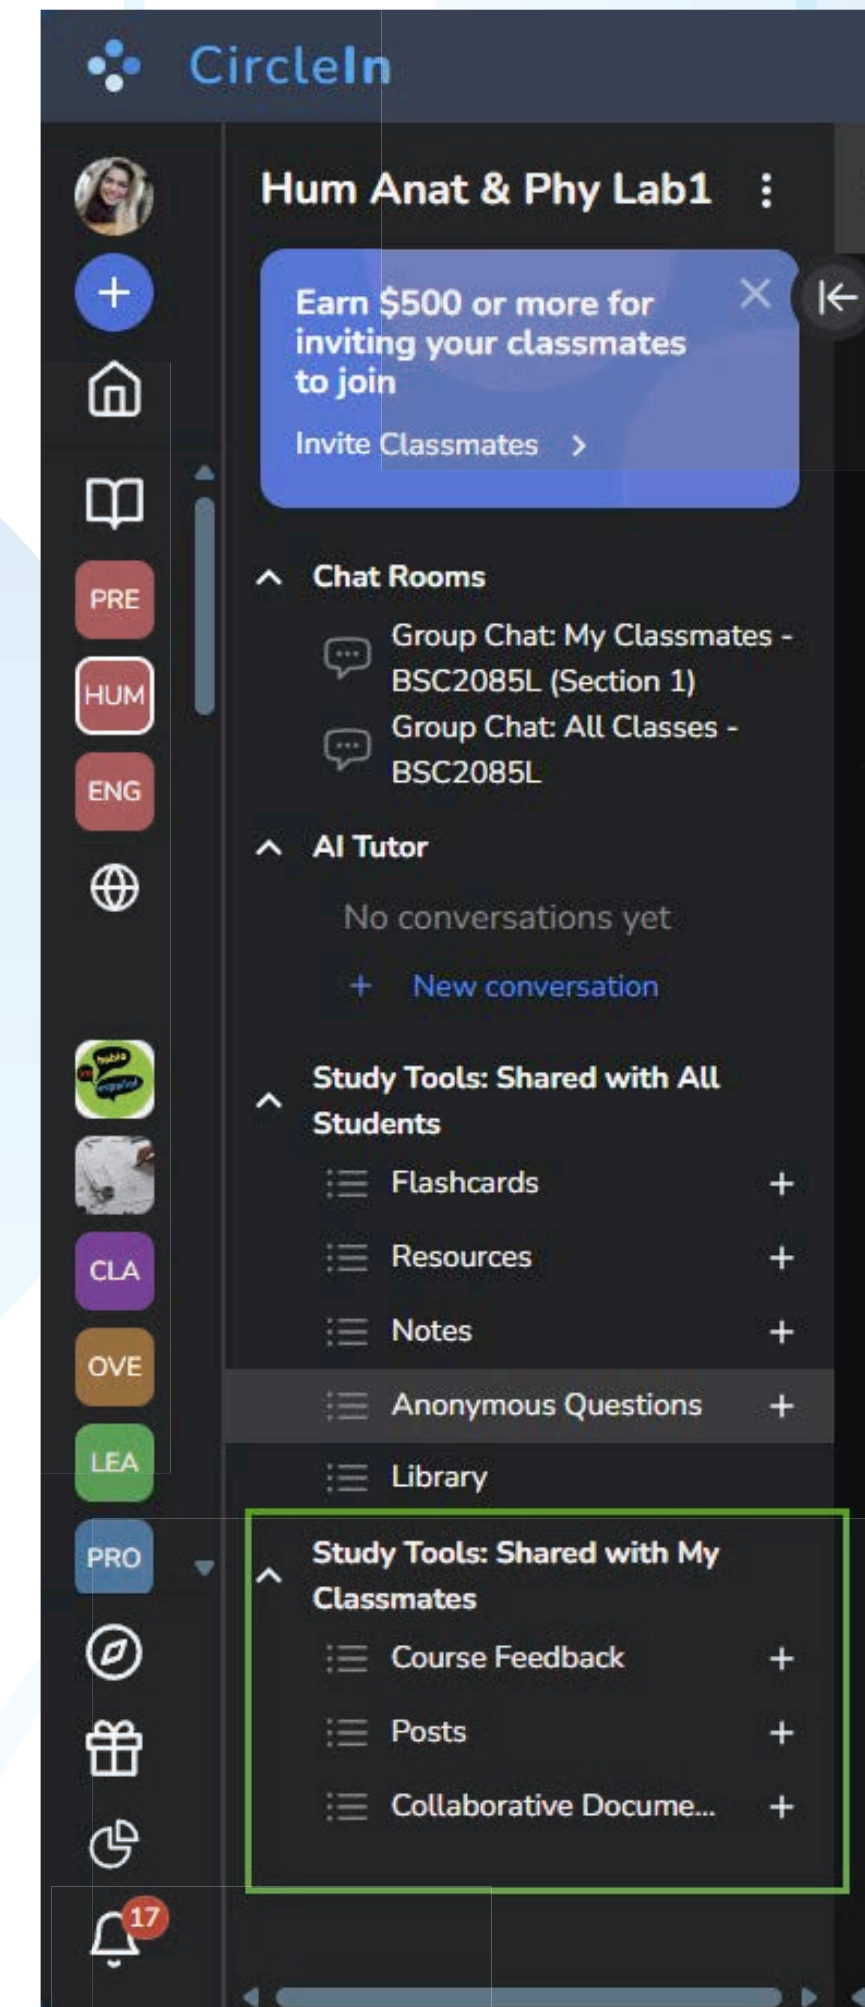 CircleIn
Hum Anat & Phy Lab1
Earn $500 or more for
inviting your classmates
to join
Invite Classmates
PRE
HUM
ENG
Chat Rooms
Group Chat: My Classmates -
BSC2085L (Section 1)
Group Chat: All Classes -
BSC2085L
AI Tutor
No conversations yet
+ New conversation
Study Tools: Shared with All
Students
Flashcards +
Resources +
Notes +
Anonymous Questions +
Library
CLA
OVE
LEA
PRO
Study Tools: Shared with My
Classmates
Course Feedback +
Posts +
Collaborative Docume... +
17